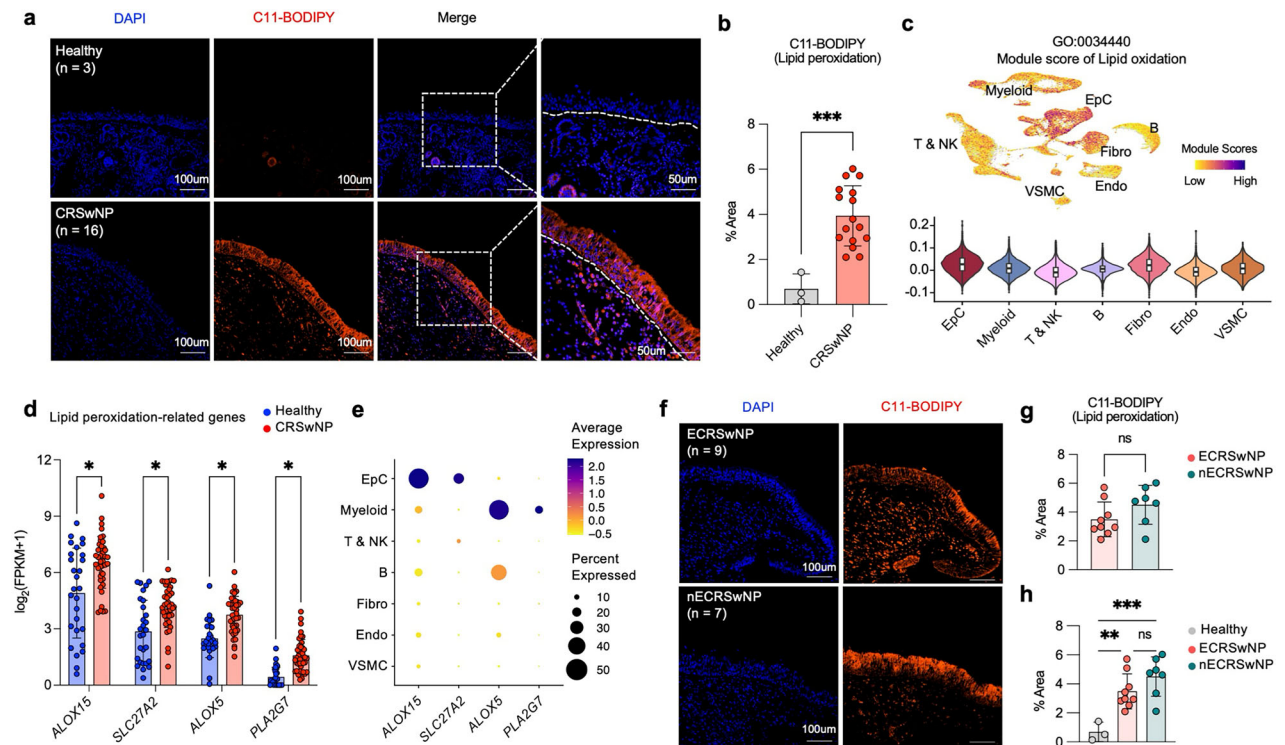 a
DAPI
C11-BODIPY
Merge
Healthy
(n = 3)
100um
100um
50um
CRSwNP
(n = 16)
100um
100um
50um
b
C11-BODIPY
(Lipid peroxidation)
***
8
6
4
2
0
% Area
Healthy
CRSwNP
c
GO:0034440
Module score of Lipid oxidation
Myeloid
EpC
B
T & NK
Fibro
Endo
VSMC
Module Scores
Low
High
0.2
0.1
0.0
-0.1
EpC
Myeloid
T & NK
B
Fibro
Endo
VSMC
d
Lipid peroxidation-related genes
Healthy
CRSwNP
* * * *
12
9
6
3
0
log2(FPKM+1)
ALOX15
SLC27A2
ALOX5
PLA2G7
e
EpC
Myeloid
T & NK
B
Fibro
Endo
VSMC
ALOX15
SLC27A2
ALOX5
PLA2G7
Average
Expression
2.0
1.5
1.0
0.5
0.0
−0.5
Percent
Expressed
10
20
30
40
50
f
DAPI
C11-BODIPY
ECRSwNP
(n = 9)
100um
nECRSwNP
(n = 7)
100um
g
C11-BODIPY
(Lipid peroxidation)
ns
8
6
4
2
0
% Area
ECRSwNP
nECRSwNP
h
***
** ns
8
6
4
2
0
% Area
Healthy
ECRSwNP
nECRSwNP